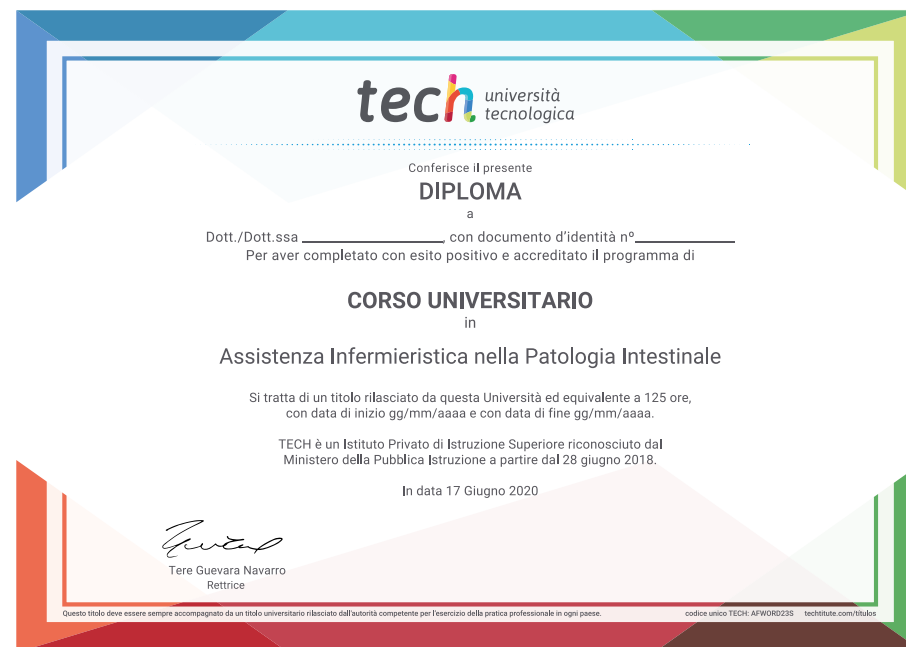 tech università
tecnologica
Conferisce il presente
DIPLOMA
a
Dott./Dott.ssa , con documento d'identità nº
Per aver completato con esito positivo e accreditato il programma di
CORSO UNIVERSITARIO
in
Assistenza Infermieristica nella Patologia Intestinale
Si tratta di un titolo rilasciato da questa Università ed equivalente a 125 ore,
con data di inizio gg/mm/aaaa e con data di fine gg/mm/aaaa.
TECH è un Istituto Privato di Istruzione Superiore riconosciuto dal
Ministero della Pubblica Istruzione a partire dal 28 giugno 2018.
In data 17 Giugno 2020
Tere Guevara Navarro
Rettrice
Questo titolo deve essere sempre accompagnato da un titolo universitario rilasciato dall'autorità competente per l'esercizio della pratica professionale in ogni paese. codice unico TECH: AFWORD23S techtitute.com/títulos